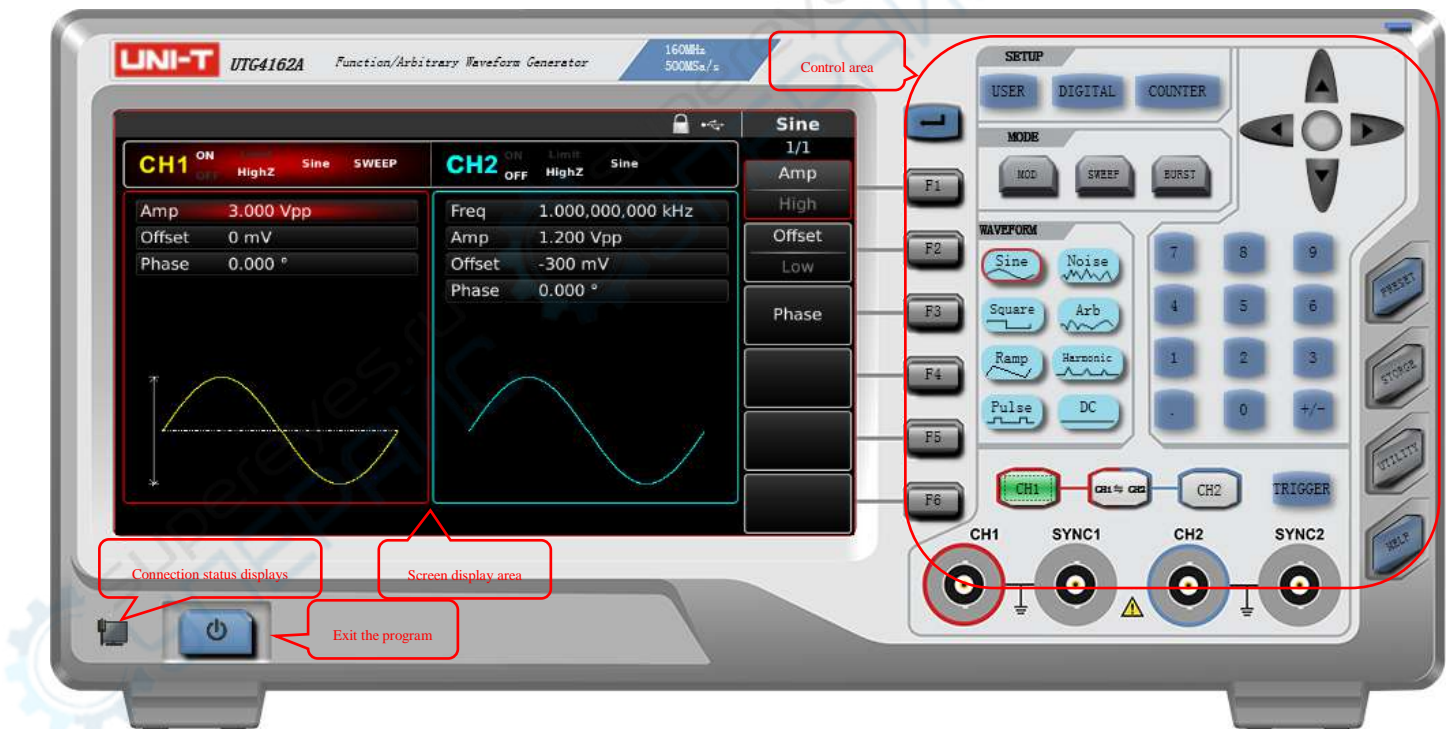 UNI-T UTG4162A Function/Arbitrary Waveform Generator 160MHz
500MSa/s
Control area
Sine
1/1
CH1 ON OFF Limit HighZ Sine SWEEP
CH2 ON OFF Limit HighZ Sine
Amp 3.000 Vpp
Offset 0 mV
Phase 0.000 °
Freq 1.000,000,000 kHz
Amp 1.200 Vpp
Offset -300 mV
Phase 0.000 °
Amp
High
Offset
Low
Phase
F1
F2
F3
F4
F5
F6
SETUP
USER DIGITAL COUNTER
MODE
MOD SWEEP BURST
WAVEFORM
Sine Noise
Square Arb
Ramp Harmonic
Pulse DC
7 8 9
4 5 6
1 2 3
. 0 +/-
PRESET
STORGE
UTILITY
HELP
CH1 CH1⇆CH2 CH2 TRIGGER
CH1 SYNC1 CH2 SYNC2
Connection status displays
Screen display area
Exit the program
supereyes.ru